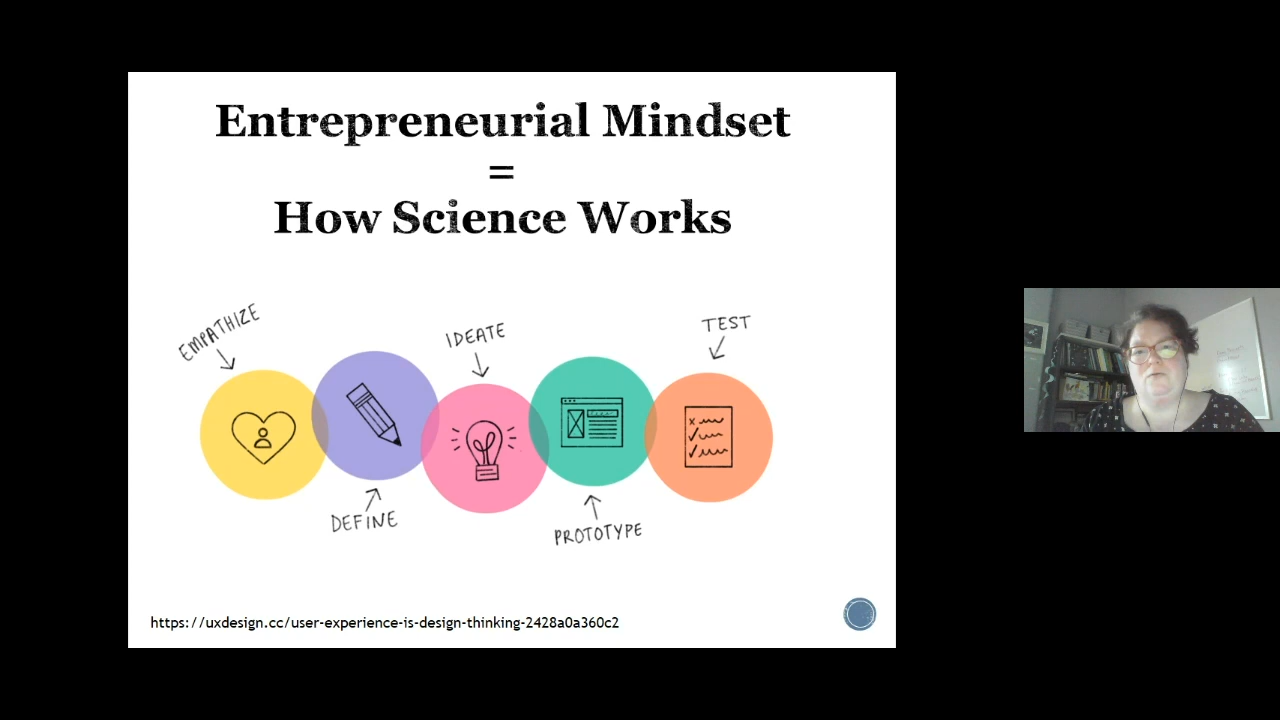 Entrepreneurial Mindset
=
How Science Works
EMPATHIZE
IDEATE
TEST
DEFINE
PROTOTYPE
https://uxdesign.cc/user-experience-is-design-thinking-2428a0a360c2